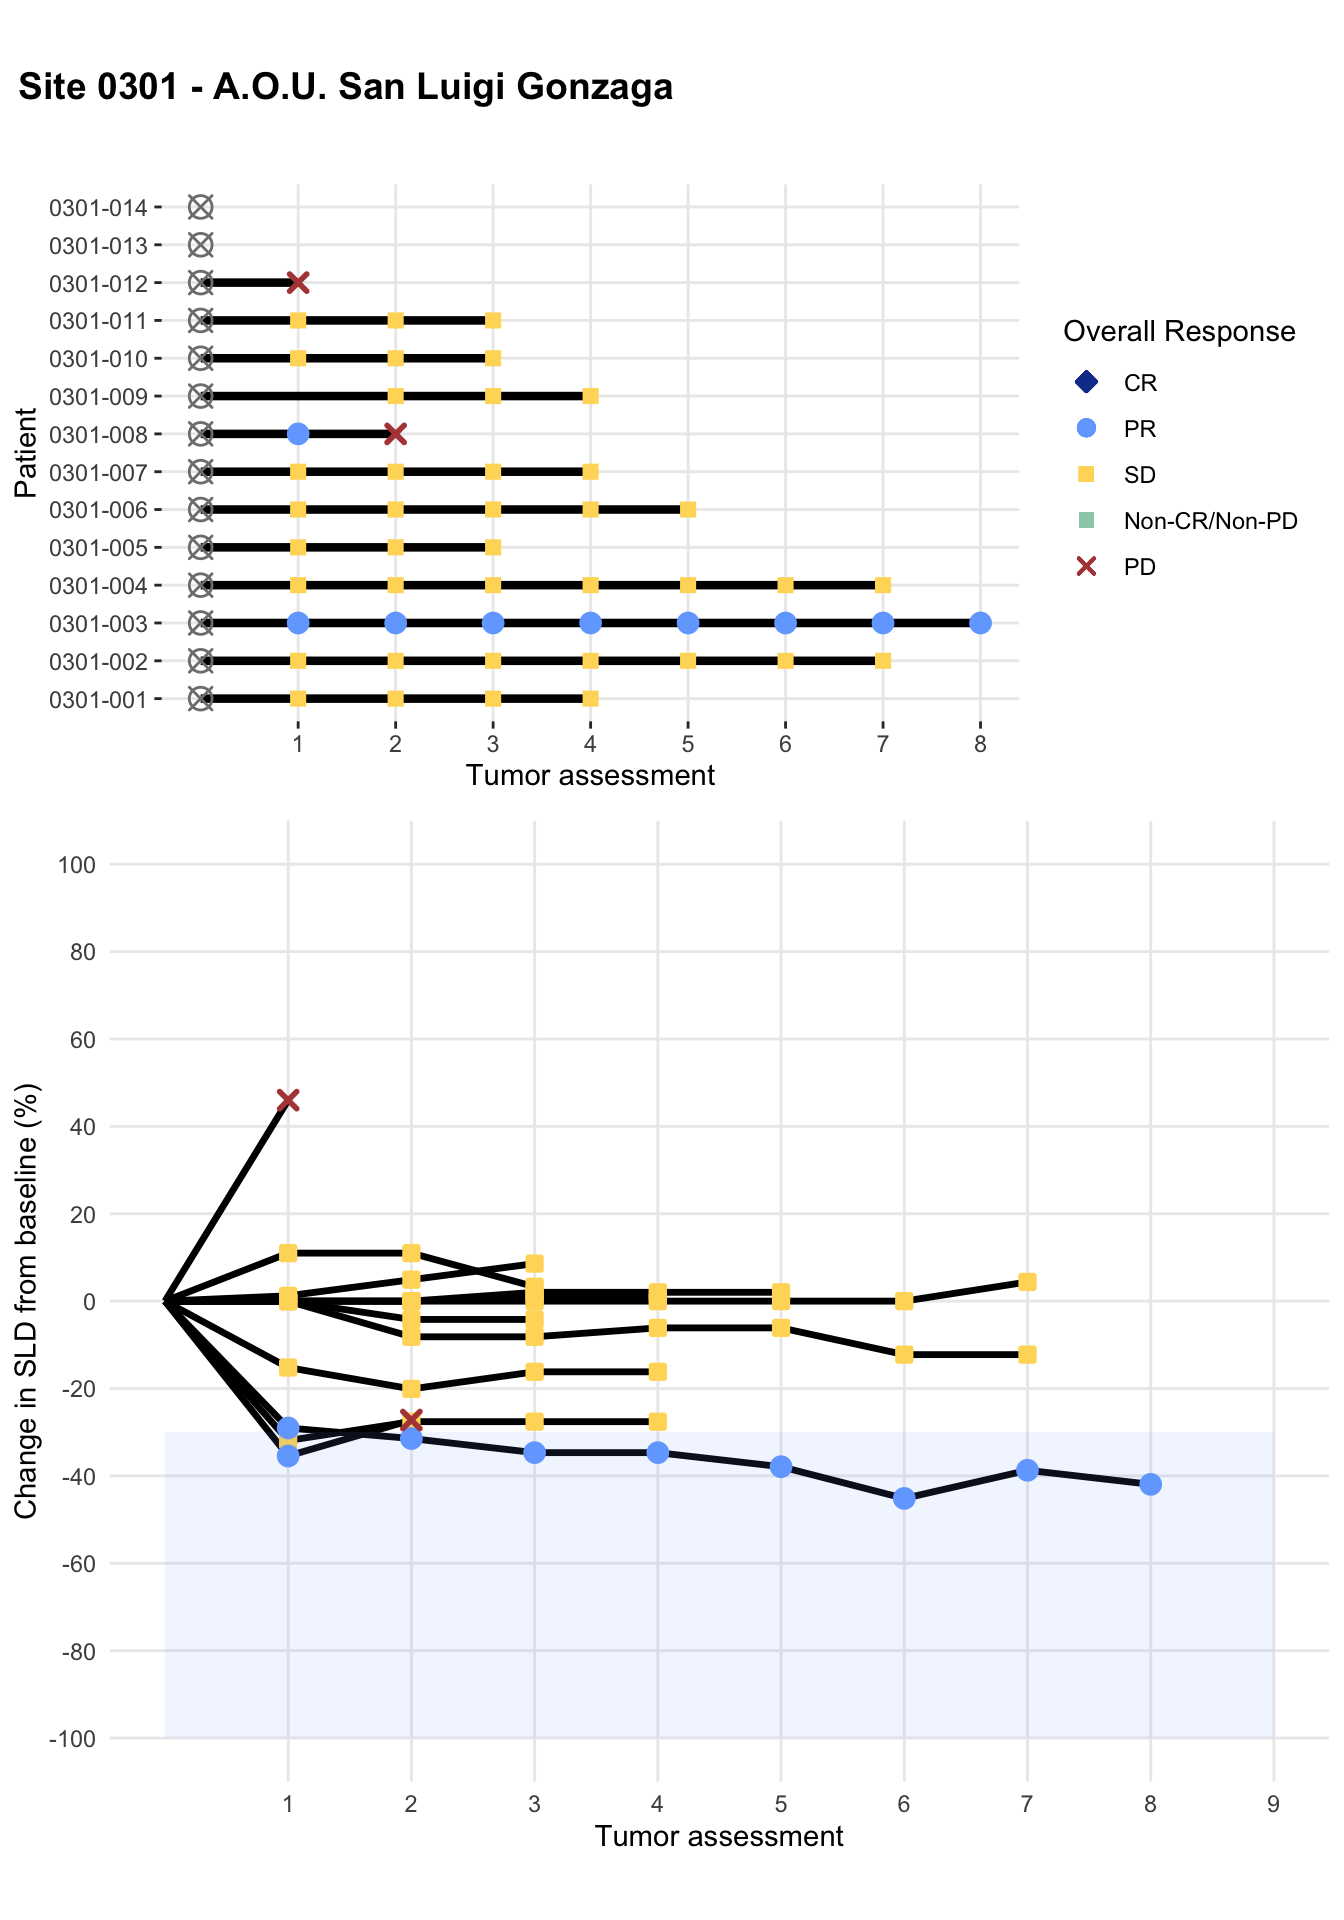 Site 0301 - A.O.U. San Luigi Gonzaga
0301-014
0301-013
0301-012
0301-011
0301-010
0301-009
0301-008
0301-007
0301-006
0301-005
0301-004
0301-003
0301-002
0301-001
Patient
1 2 3 4 5 6 7 8
Tumor assessment
Overall Response
CR
PR
SD
Non-CR/Non-PD
PD
100
80
60
40
20
0
-20
-40
-60
-80
-100
Change in SLD from baseline (%)
1 2 3 4 5 6 7 8 9
Tumor assessment